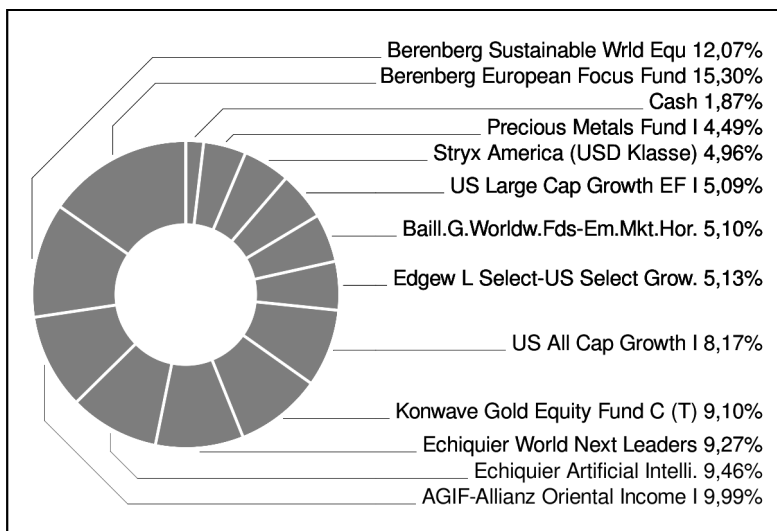 Berenberg Sustainable Wrld Equ 12,07%
Berenberg European Focus Fund 15,30%
Cash 1,87%
Precious Metals Fund I 4,49%
Stryx America (USD Klasse) 4,96%
US Large Cap Growth EF I 5,09%
Baill.G.Worldw.Fds-Em.Mkt.Hor. 5,10%
Edgew L Select-US Select Grow. 5,13%
US All Cap Growth I 8,17%
Konwave Gold Equity Fund C (T) 9,10%
Echiquier World Next Leaders 9,27%
Echiquier Artificial Intelli. 9,46%
AGIF-Allianz Oriental Income I 9,99%